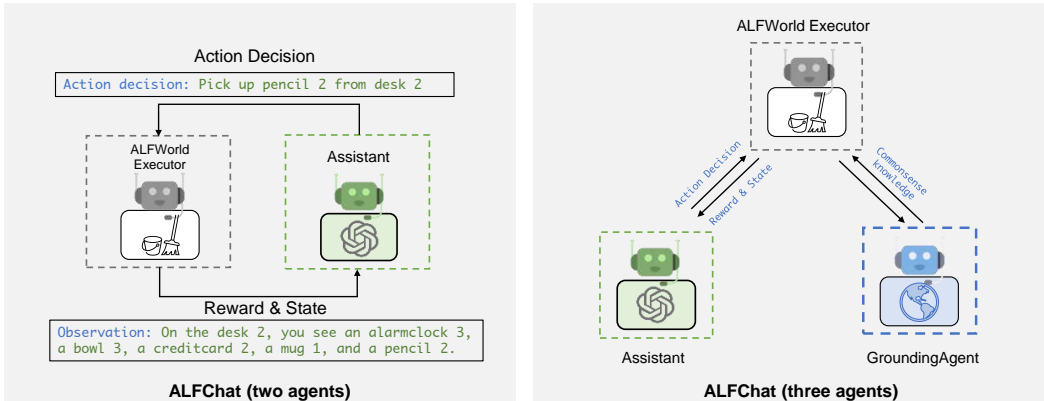 Action Decision
Action decision: Pick up pencil 2 from desk 2
ALFWorld
Executor
Assistant
Reward & State
Observation: On the desk 2, you see an alarmclock 3,
a bowl 3, a creditcard 2, a mug 1, and a pencil 2.
ALFChat (two agents)
ALFWorld Executor
Action Decision
Reward & State
Commonsense
knowledge
Assistant
GroundingAgent
ALFChat (three agents)